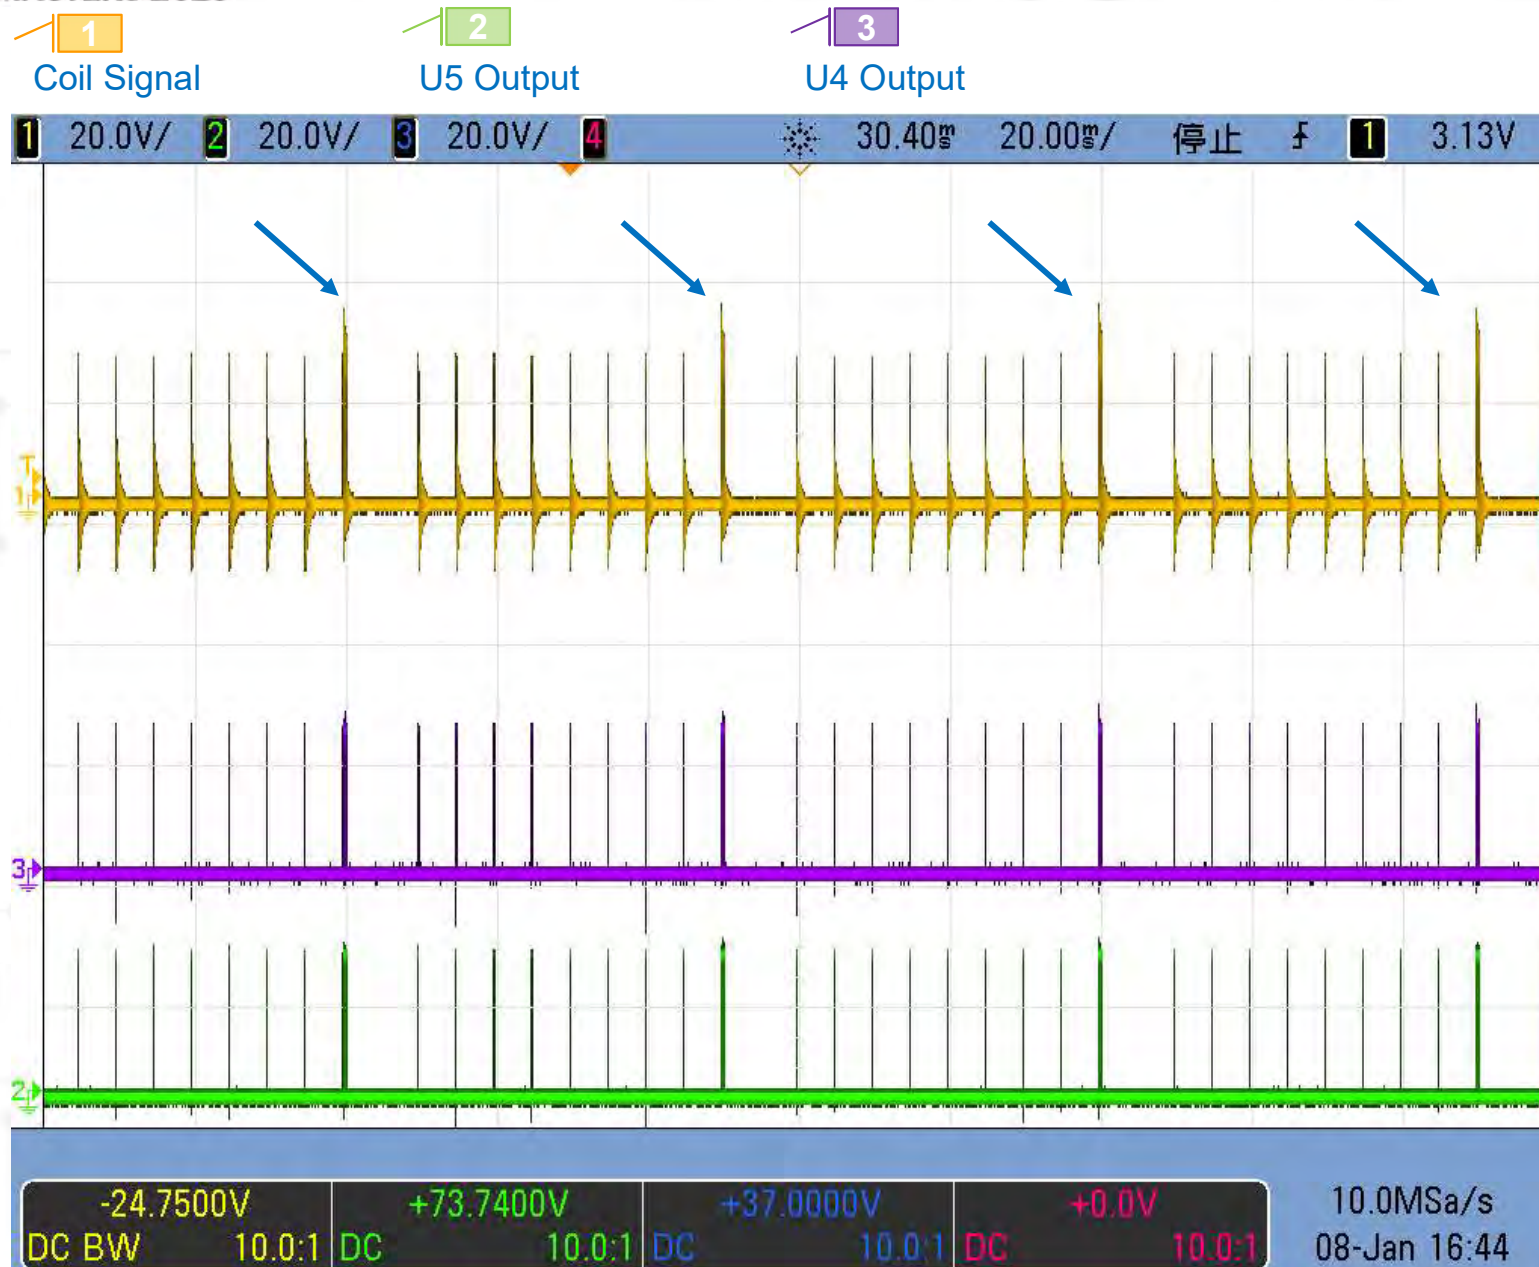 1 2 3
Coil Signal U5 Output U4 Output
1 20.0V/ 2 20.0V/ 3 20.0V/ 4 30.40ms 20.00ms/ 停止 1 3.13V
T
1
3
2
-24.7500V +73.7400V +37.0000V +0.0V 10.0MSa/s
DC BW 10.0:1 DC 10.0:1 DC 10.0:1 DC 10.0:1 08-Jan 16:44